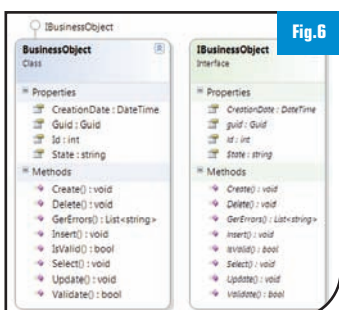 IBusinessObject
Fig.6
BusinessObject
Class
Properties
CreationDate : DateTime
Guid : Guid
Id : int
State : string
Methods
Create() : void
Delete() : void
GerErrors() : List<string>
Insert() : void
IsValid() : bool
Select() : void
Update() : void
Validate() : bool
IBusinessObject
Interface
Properties
CreationDate : DateTime
guid : Guid
id : int
State : string
Methods
Create() : void
Delete() : void
GerErrors() : List<string>
Insert() : void
IsValid() : bool
Select() : void
Update() : void
Validate() : bool